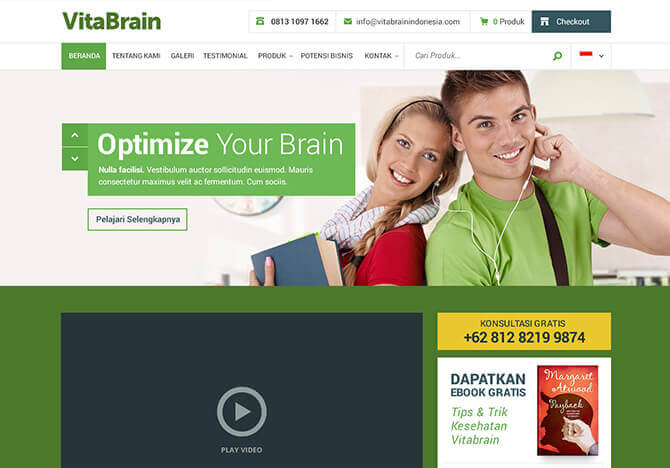 VitaBrain
0813 1097 1662
info@vitabrainindonesia.com
0 Produk
Checkout
BERANDA
TENTANG KAMI
GALERI
TESTIMONIAL
PRODUK
POTENSI BISNIS
KONTAK
Cari Produk...
Optimize Your Brain
Nulla facilisi. Vestibulum auctor sollicitudin euismod. Mauris
consectetur maximus velit ac fermentum. Cum sociis.
Pelajari Selengkapnya
PLAY VIDEO
KONSULTASI GRATIS
+62 812 8219 9874
DAPATKAN
EBOOK GRATIS
Tips & Trik
Kesehatan
Vitabrain
Margaret
Atwood
Payback